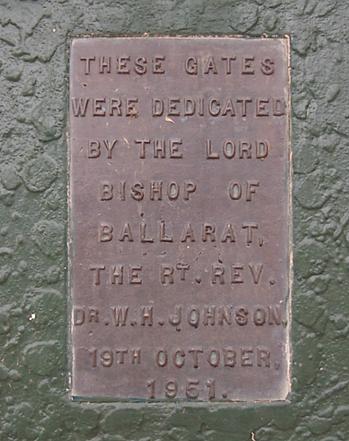 THESE GATES
WERE DEDICATED
BY THE LORD
BISHOP OF
BALLARAT,
THE RT. REV.
DR. W. H. JOHNSON,
19TH OCTOBER,
1951.